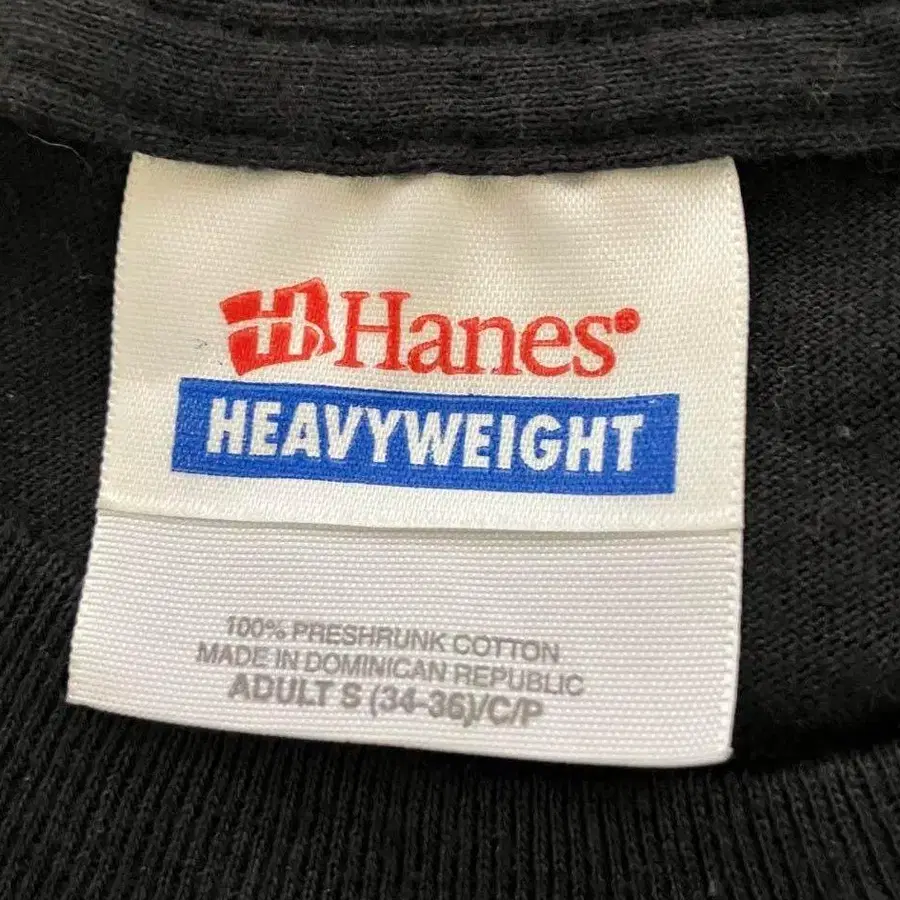 Hanes
HEAVYWEIGHT
100% PRESHRUNK COTTON
MADE IN DOMINICAN REPUBLIC
ADULT S (34-36)/C/P